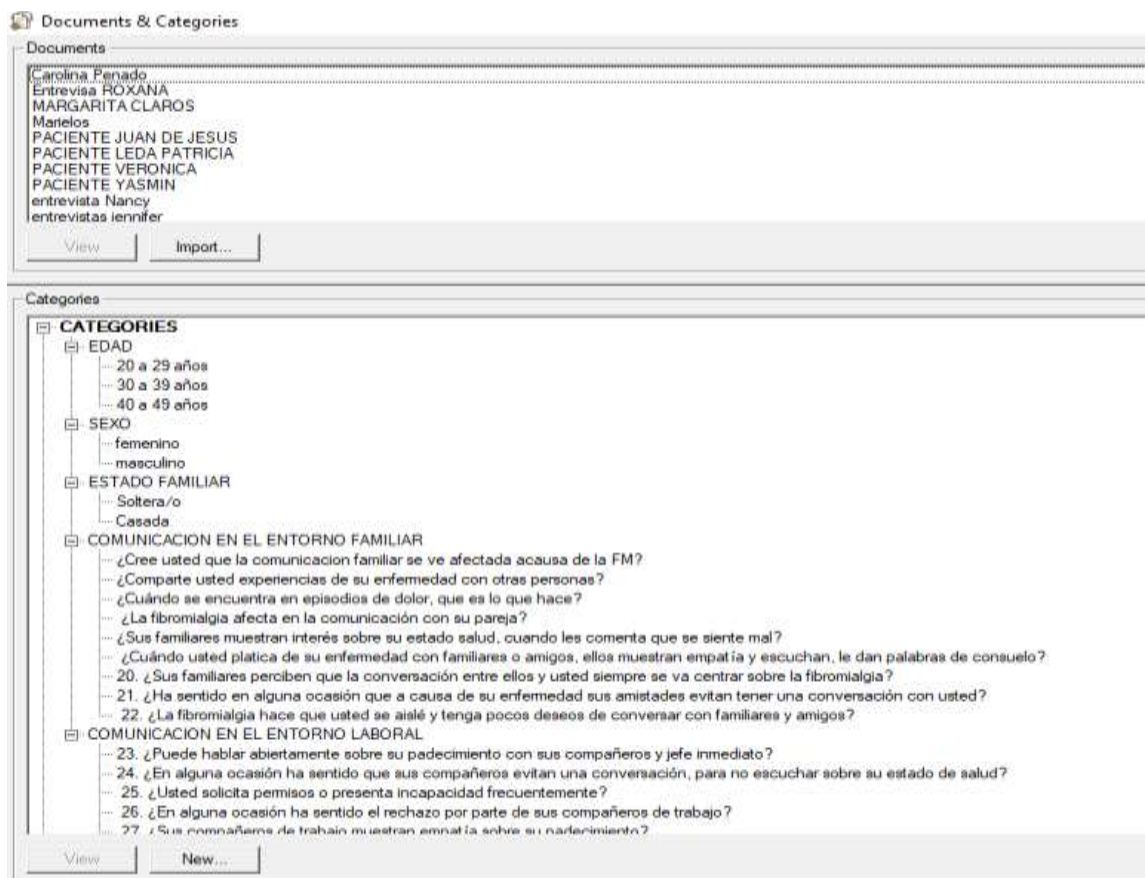 Documents & Categories
Documents
Carolina Penado
Entrevisa ROXANA
MARGARITA CLAROS
Marielos
PACIENTE JUAN DE JESUS
PACIENTE LEDA PATRICIA
PACIENTE VERONICA
PACIENTE YASMIN
entrevista Nancy
entrevistas jennifer
View
Import...
Categories
CATEGORIES
EDAD
20 a 29 años
30 a 39 años
40 a 49 años
SEXO
femenino
masculino
ESTADO FAMILIAR
Soltera/o
Casada
COMUNICACION EN EL ENTORNO FAMILIAR
¿Cree usted que la comunicacion familiar se ve afectada acausa de la FM?
¿Comparte usted experiencias de su enfermedad con otras personas?
¿Cuándo se encuentra en episodios de dolor, que es lo que hace?
¿La fibromialgia afecta en la comunicación con su pareja?
¿Sus familiares muestran interés sobre su estado salud, cuando les comenta que se siente mal?
¿Cuándo usted platica de su enfermedad con familiares o amigos, ellos muestran empatía y escuchan, le dan palabras de consuelo?
20. ¿Sus familiares perciben que la conversación entre ellos y usted siempre se va centrar sobre la fibromialgia?
21. ¿Ha sentido en alguna ocasión que a causa de su enfermedad sus amistades evitan tener una conversación con usted?
22. ¿La fibromialgia hace que usted se aislé y tenga pocos deseos de conversar con familiares y amigos?
COMUNICACION EN EL ENTORNO LABORAL
23. ¿Puede hablar abiertamente sobre su padecimiento con sus compañeros y jefe inmediato?
24. ¿En alguna ocasión ha sentido que sus compañeros evitan una conversación, para no escuchar sobre su estado de salud?
25. ¿Usted solicita permisos o presenta incapacidad frecuentemente?
26. ¿En alguna ocasión ha sentido el rechazo por parte de sus compañeros de trabajo?
27. ¿Sus compañeros de trabajo muestran empatía sobre su padecimiento?
View
New...